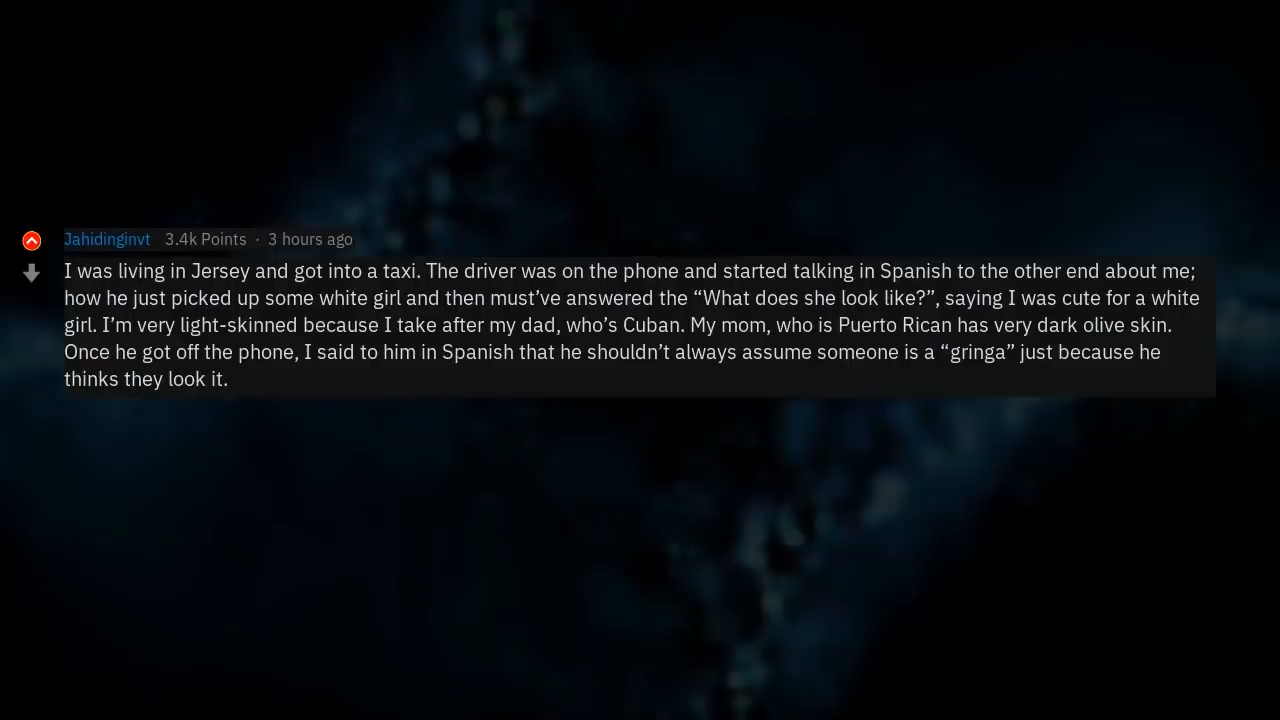 Jahidinginvt 3.4k Points · 3 hours ago
I was living in Jersey and got into a taxi. The driver was on the phone and started talking in Spanish to the other end about me;
how he just picked up some white girl and then must’ve answered the “What does she look like?”, saying I was cute for a white
girl. I’m very light-skinned because I take after my dad, who’s Cuban. My mom, who is Puerto Rican has very dark olive skin.
Once he got off the phone, I said to him in Spanish that he shouldn’t always assume someone is a “gringa” just because he
thinks they look it.